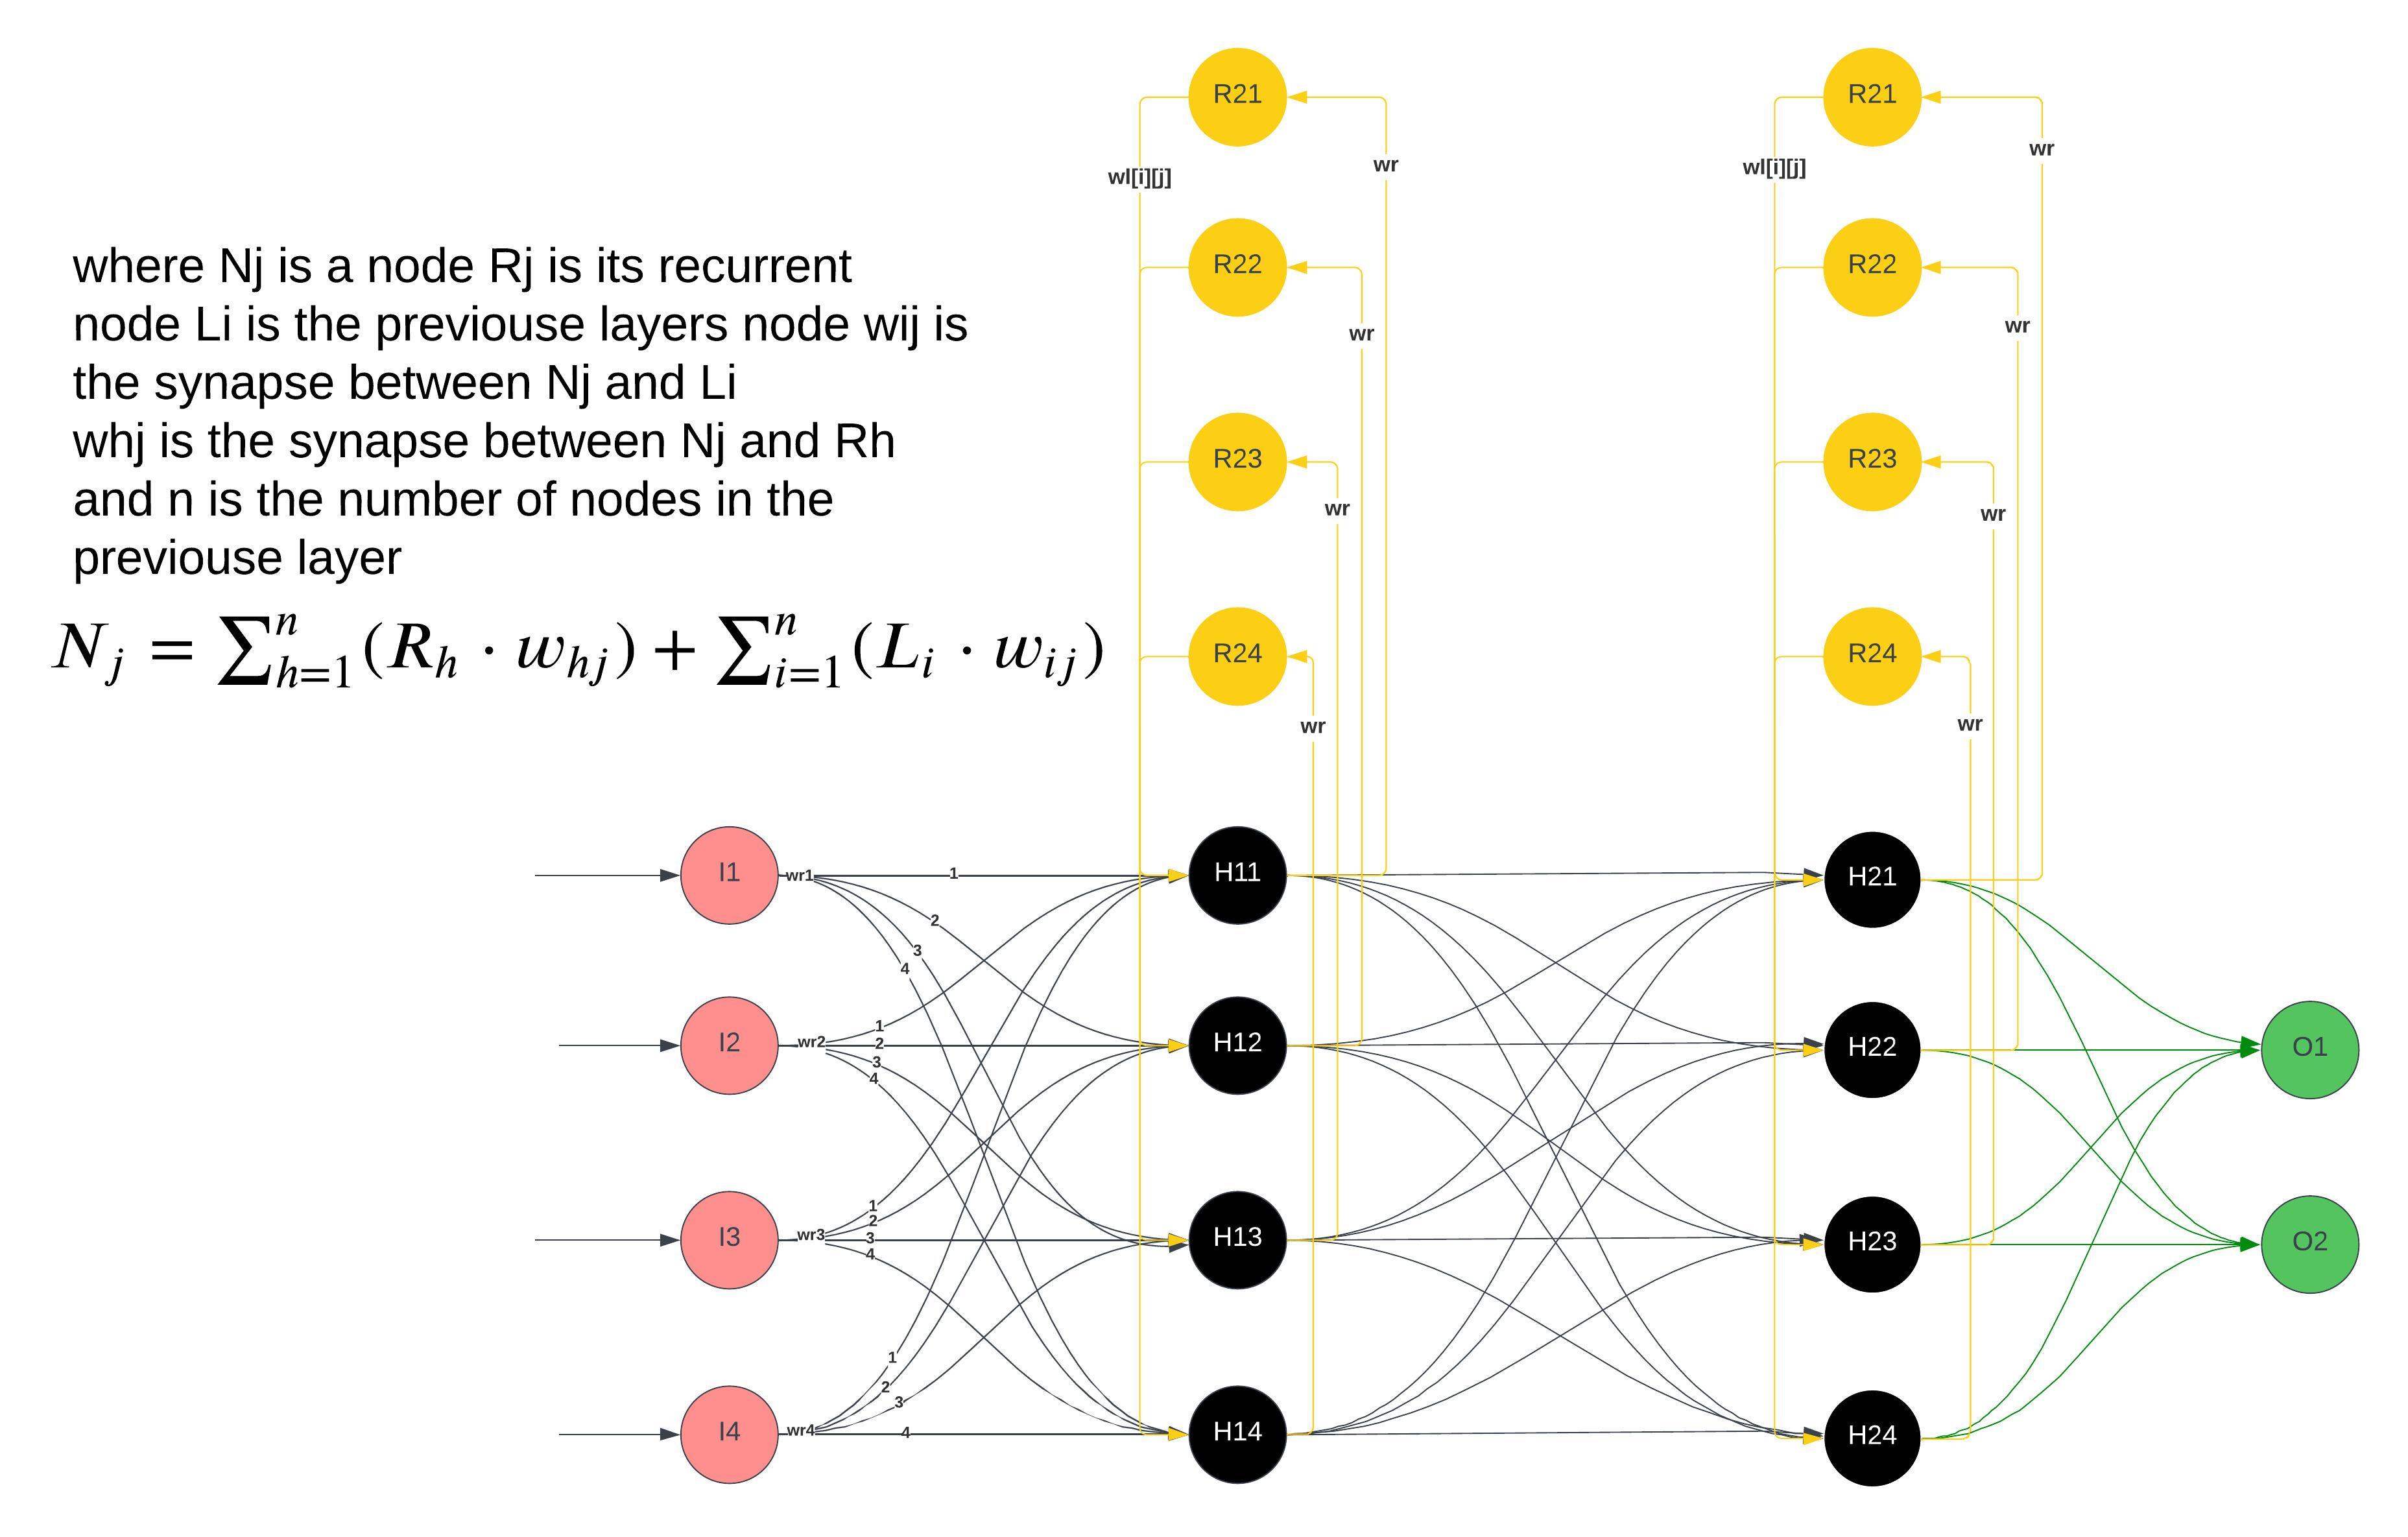 R21
R21
wr
wr
wl[i][j]
wl[i][j]
where Nj is a node Rj is its recurrent
node Li is the previouse layers node wij is
the synapse between Nj and Li
whj is the synapse between Nj and Rh
and n is the number of nodes in the
previouse layer
R22
R22
wr
wr
R23
R23
wr
wr
N_j = ∑_{h=1}^{n} (R_h · w_{hj}) + ∑_{i=1}^{n} (L_i · w_{ij})
R24
R24
wr
wr
I1
wr1
1
2
3
4
H11
H21
I2
wr2
1
2
3
4
H12
H22
O1
I3
wr3
1
2
3
4
H13
H23
O2
I4
wr4
1
2
3
4
H14
H24